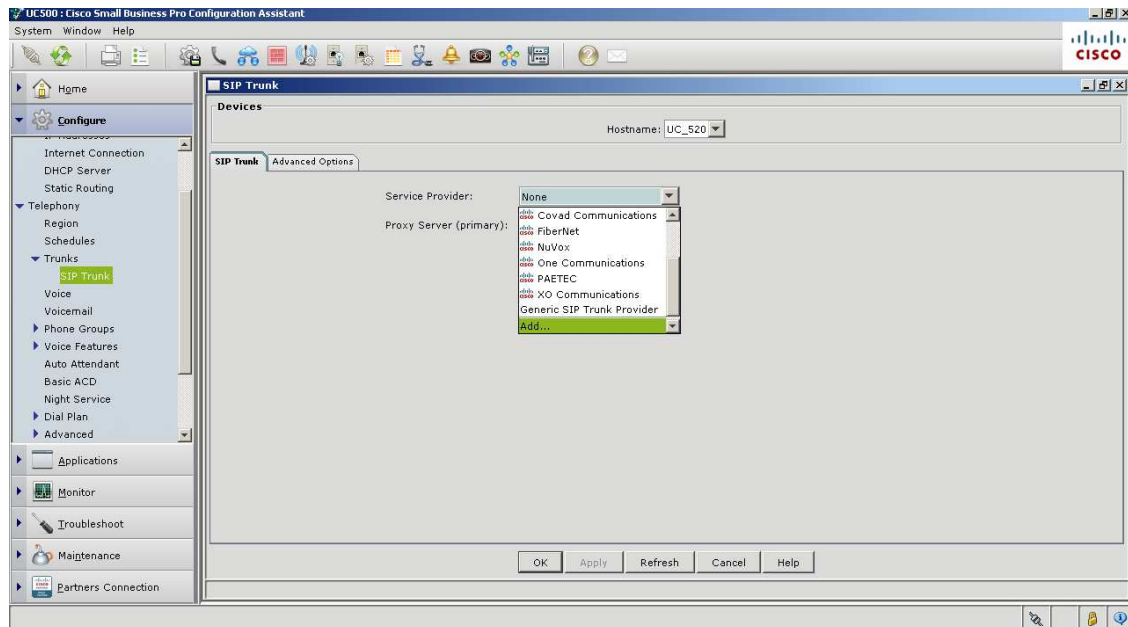 UC500 : Cisco Small Business Pro Configuration Assistant
System Window Help
CISCO
Home
Configure
IP Addresses
Internet Connection
DHCP Server
Static Routing
Telephony
Region
Schedules
Trunks
SIP Trunk
Voice
Voicemail
Phone Groups
Voice Features
Auto Attendant
Basic ACD
Night Service
Dial Plan
Advanced
Applications
Monitor
Troubleshoot
Maintenance
Partners Connection
SIP Trunk
Devices
Hostname: UC_520
SIP Trunk Advanced Options
Service Provider: None
Proxy Server (primary):
Covad Communications
FiberNet
NuVox
One Communications
PAETEC
XO Communications
Generic SIP Trunk Provider
Add...
OK Apply Refresh Cancel Help